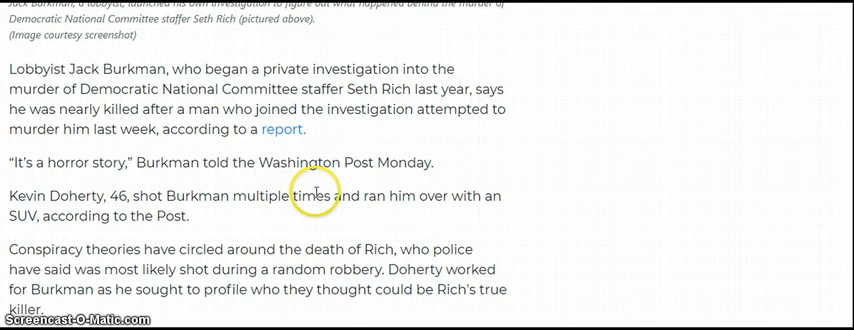 Jack Burkman, a lobbyist, launched his own investigation to figure out what happened behind the murder of
Democratic National Committee staffer Seth Rich (pictured above).
(Image courtesy screenshot)
Lobbyist Jack Burkman, who began a private investigation into the
murder of Democratic National Committee staffer Seth Rich last year, says
he was nearly killed after a man who joined the investigation attempted to
murder him last week, according to a report.
“It’s a horror story,” Burkman told the Washington Post Monday.
Kevin Doherty, 46, shot Burkman multiple times and ran him over with an
SUV, according to the Post.
Conspiracy theories have circled around the death of Rich, who police
have said was most likely shot during a random robbery. Doherty worked
for Burkman as he sought to profile who they thought could be Rich’s true
killer.
Screencast-O-Matic.com